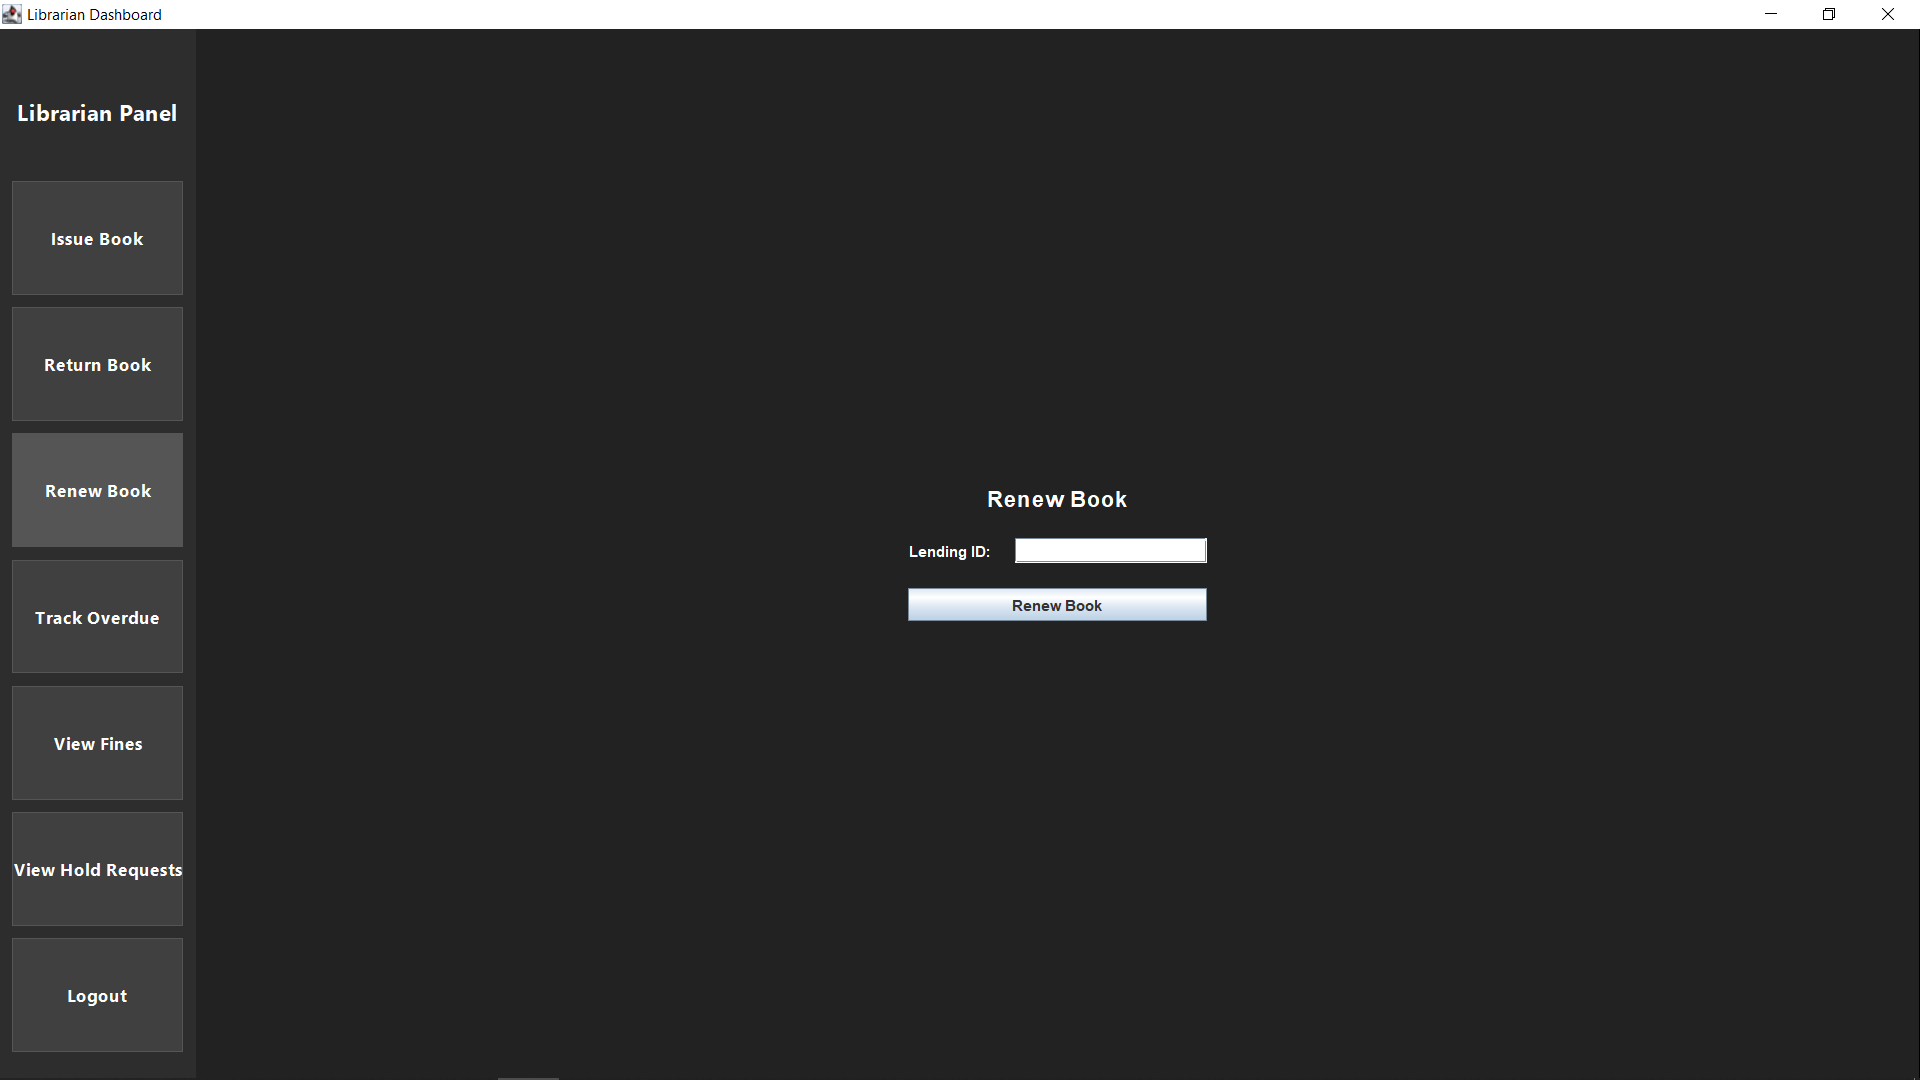 Librarian Dashboard
Librarian Panel
Issue Book
Return Book
Renew Book
Track Overdue
View Fines
View Hold Requests
Logout
Renew Book
Lending ID:
Renew Book